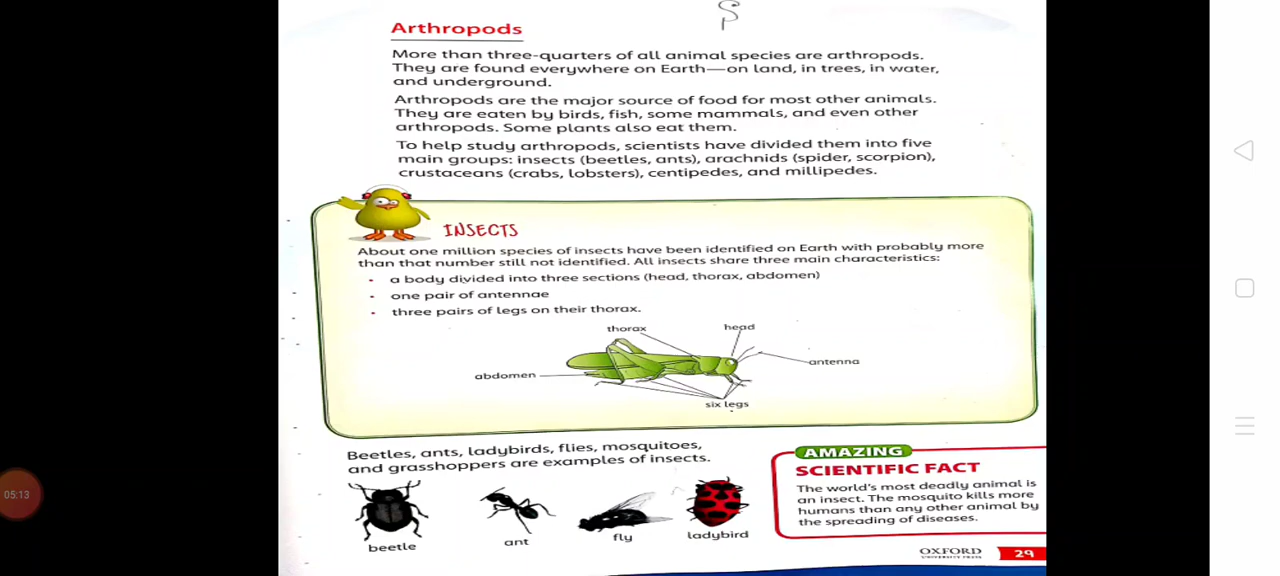 Arthropods
More than three-quarters of all animal species are arthropods.
They are found everywhere on Earth—on land, in trees, in water,
and underground.
Arthropods are the major source of food for most other animals.
They are eaten by birds, fish, some mammals, and even other
arthropods. Some plants also eat them.
To help study arthropods, scientists have divided them into five
main groups: insects (beetles, ants), arachnids (spider, scorpion),
crustaceans (crabs, lobsters), centipedes, and millipedes.
INSECTS
About one million species of insects have been identified on Earth with probably more
than that number still not identified. All insects share three main characteristics:
• a body divided into three sections (head, thorax, abdomen)
• one pair of antennae
• three pairs of legs on their thorax.
thorax
head
antenna
abdomen
six legs
Beetles, ants, ladybirds, flies, mosquitoes,
and grasshoppers are examples of insects.
beetle
ant
fly
ladybird
AMAZING
SCIENTIFIC FACT
The world's most deadly animal is
an insect. The mosquito kills more
humans than any other animal by
the spreading of diseases.
OXFORD
UNIVERSITY PRESS
29
05:13